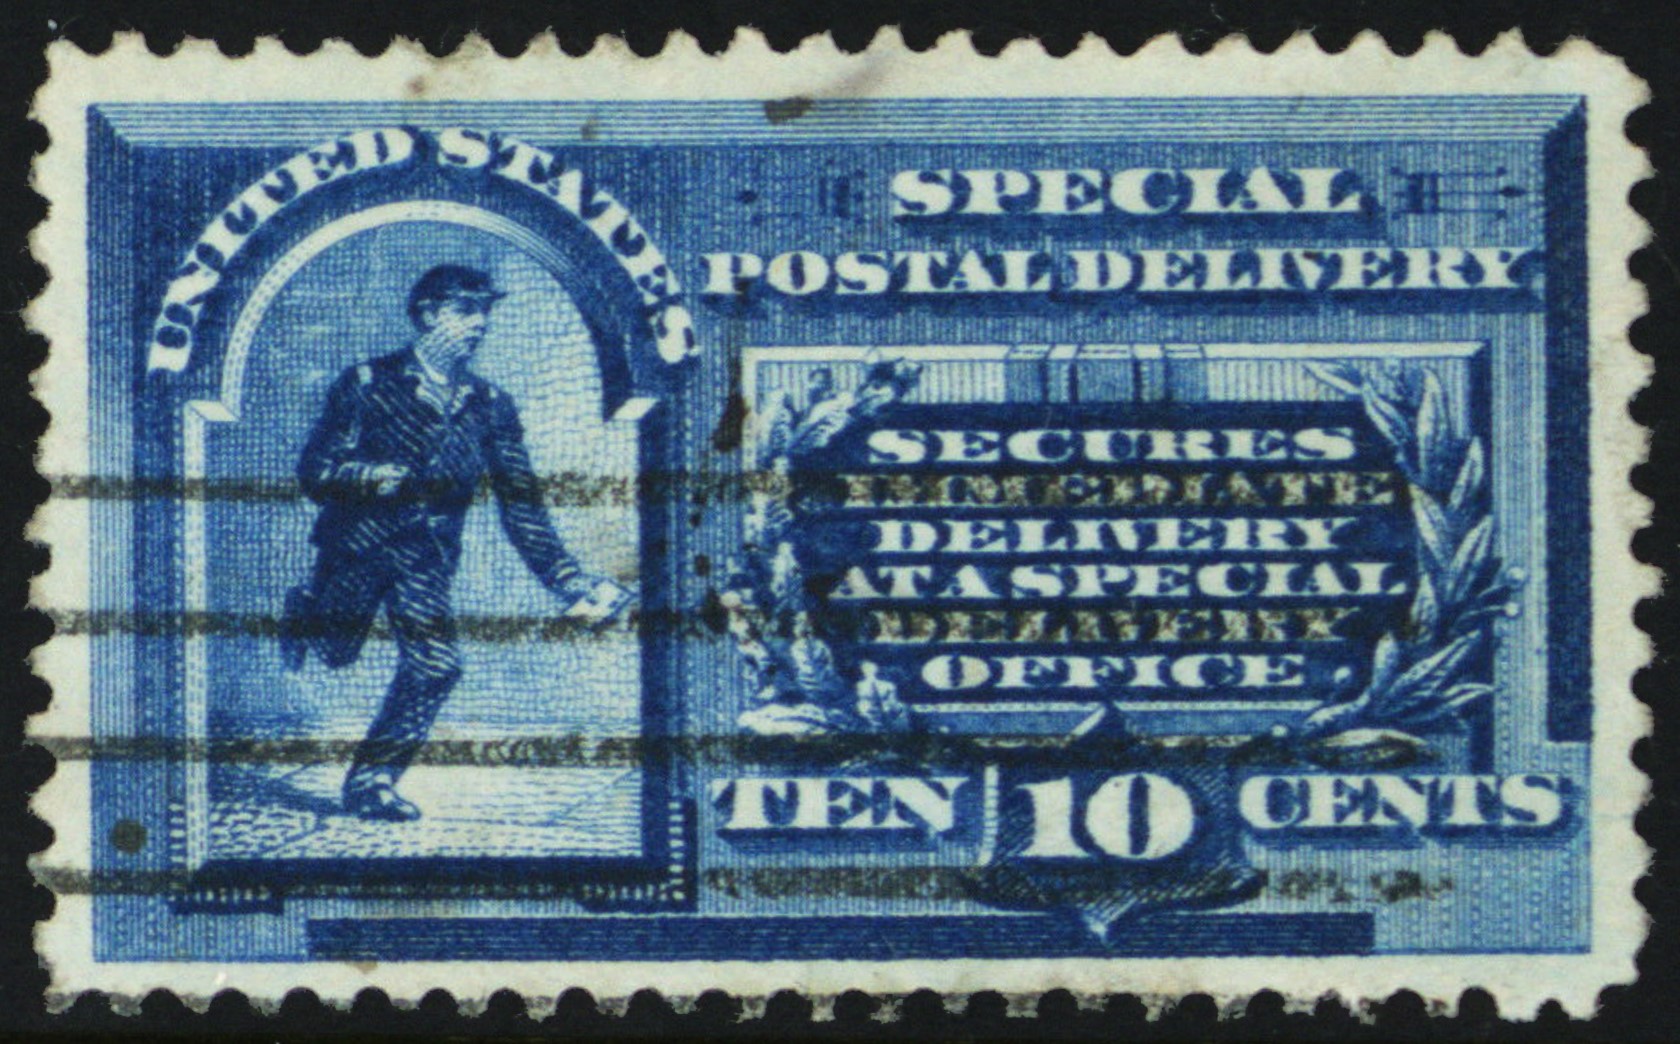 UNITED STATES
SPECIAL
POSTAL DELIVERY
SECURES
IMMEDIATE
DELIVERY
AT A SPECIAL
DELIVERY
OFFICE
TEN 10 CENTS